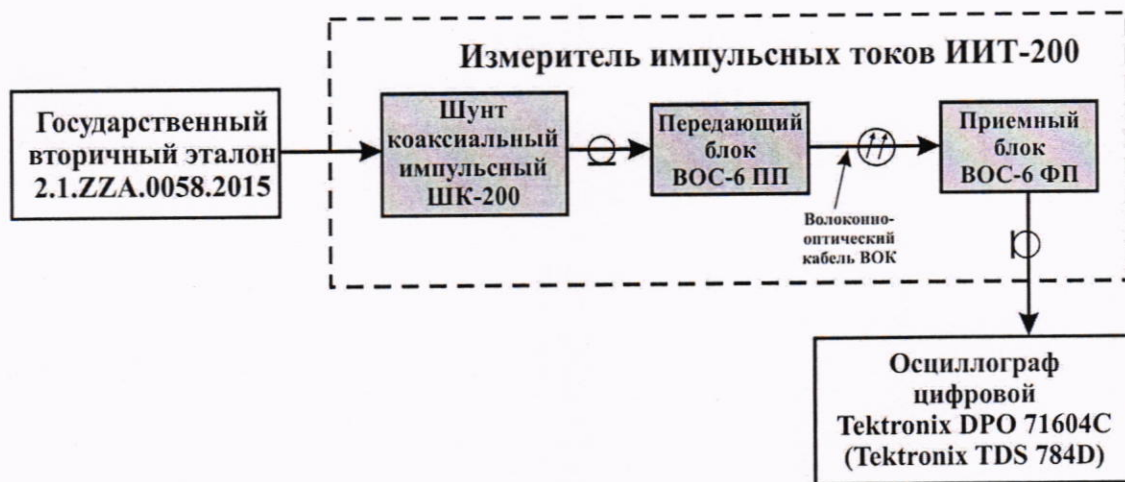 Измеритель импульсных токов ИИТ-200
Государственный
вторичный эталон
2.1.ZZA.0058.2015
Шунт
коаксиальный
импульсный
ШК-200
Передающий
блок
ВОС-6 ПП
Приемный
блок
ВОС-6 ФП
Волоконно-
оптический
кабель ВОК
Осциллограф
цифровой
Tektronix DPO 71604C
(Tektronix TDS 784D)